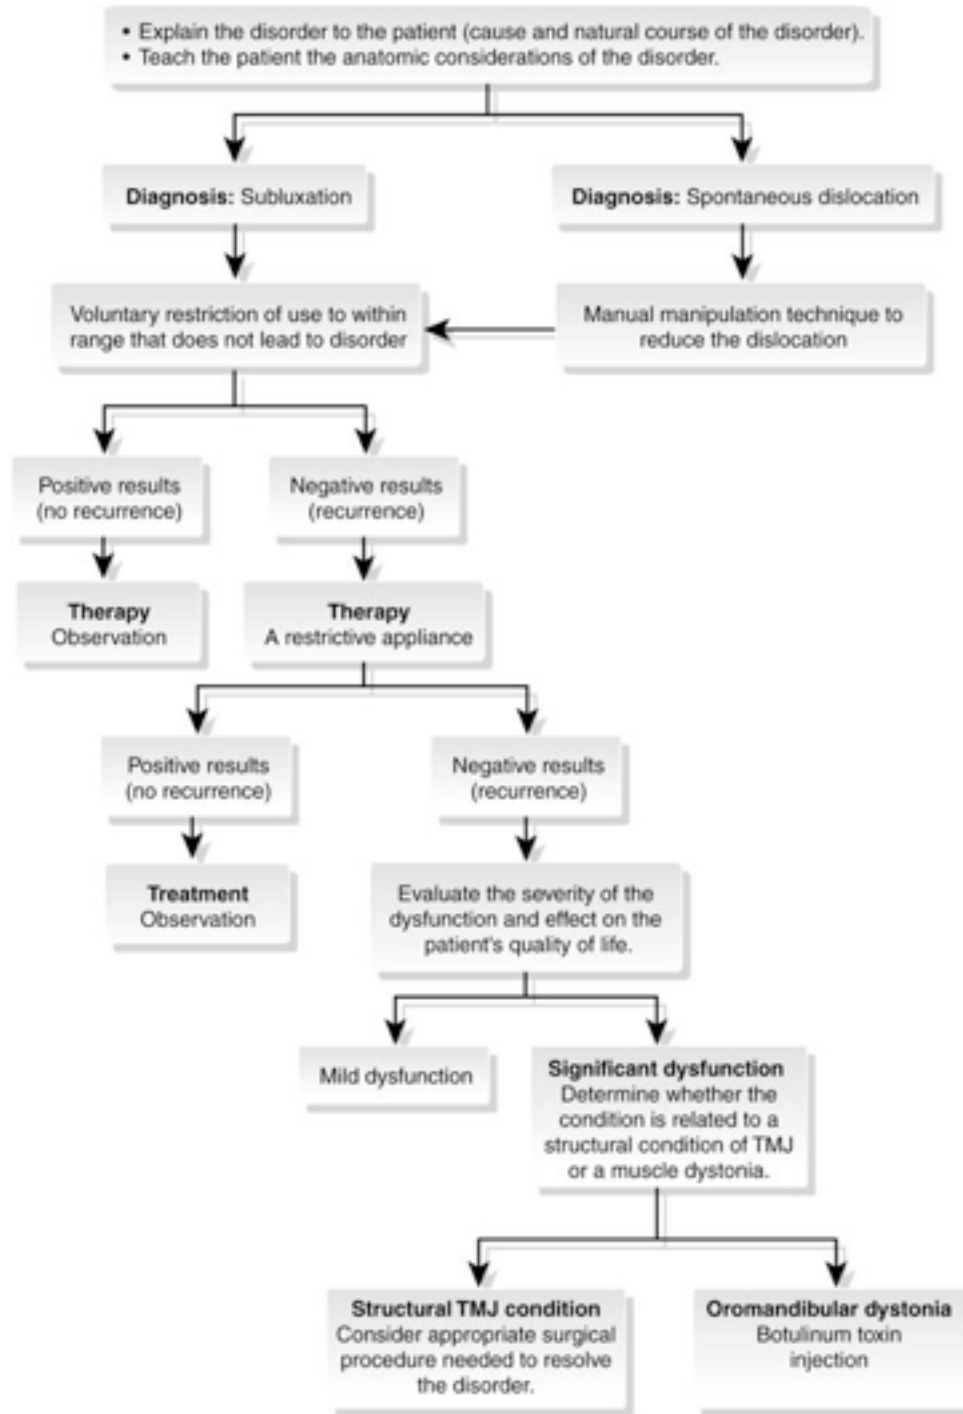 • Explain the disorder to the patient (cause and natural course of the disorder).
• Teach the patient the anatomic considerations of the disorder.
Diagnosis: Subluxation
Diagnosis: Spontaneous dislocation
Voluntary restriction of use to within
range that does not lead to disorder
Manual manipulation technique to
reduce the dislocation
Positive results
(no recurrence)
Negative results
(recurrence)
Therapy
Observation
Therapy
A restrictive appliance
Positive results
(no recurrence)
Negative results
(recurrence)
Treatment
Observation
Evaluate the severity of the
dysfunction and effect on the
patient's quality of life.
Mild dysfunction
Significant dysfunction
Determine whether the
condition is related to a
structural condition of TMJ
or a muscle dystonia.
Structural TMJ condition
Consider appropriate surgical
procedure needed to resolve
the disorder.
Oromandibular dystonia
Botulinum toxin
injection